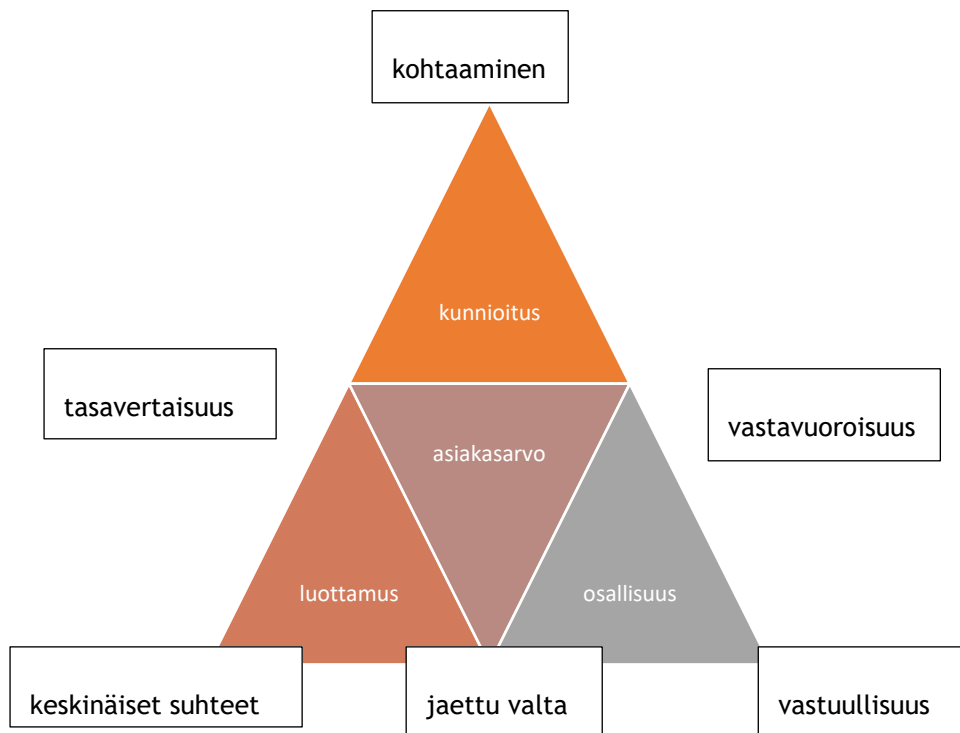 kohtaaminen
kunnioitus
tasavertaisuus
vastavuoroisuus
asiakasarvo
luottamus
osallisuus
keskinäiset suhteet
jaettu valta
vastuullisuus